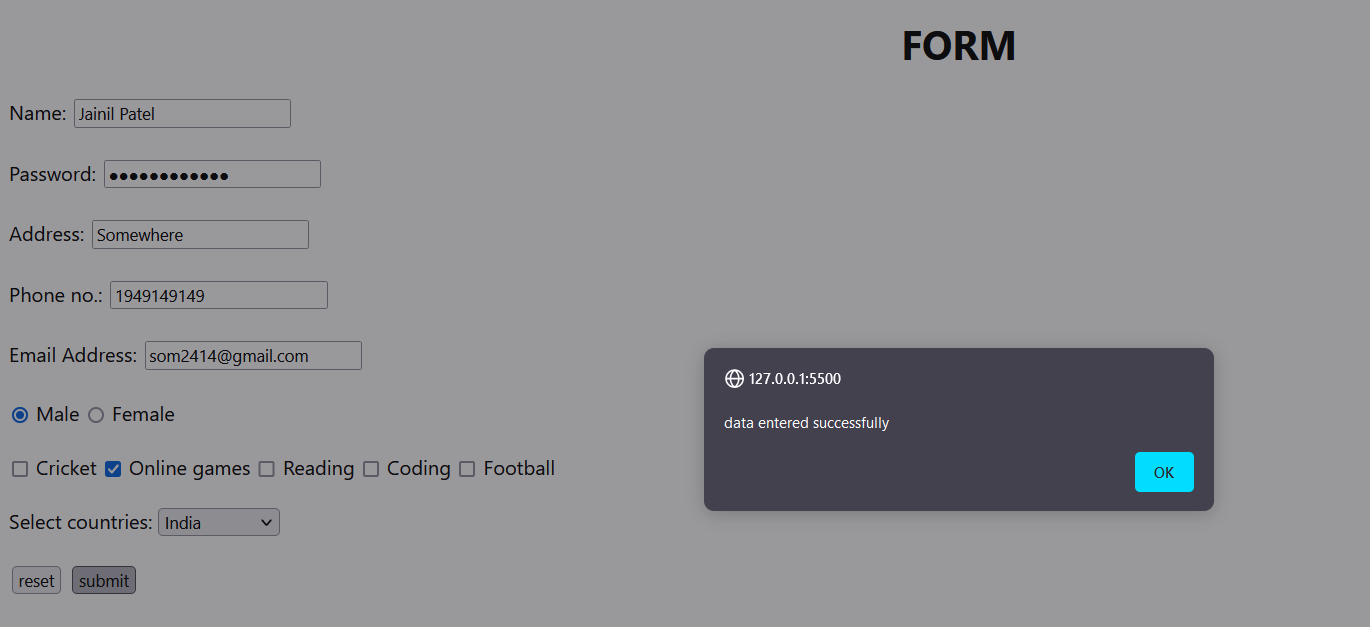 FORM
Name: Jainil Patel
Password: ●●●●●●●●●●●●
Address: Somewhere
Phone no.: 1949149149
Email Address: som2414@gmail.com
Male Female
Cricket Online games Reading Coding Football
Select countries: India
reset submit
127.0.0.1:5500
data entered successfully
OK